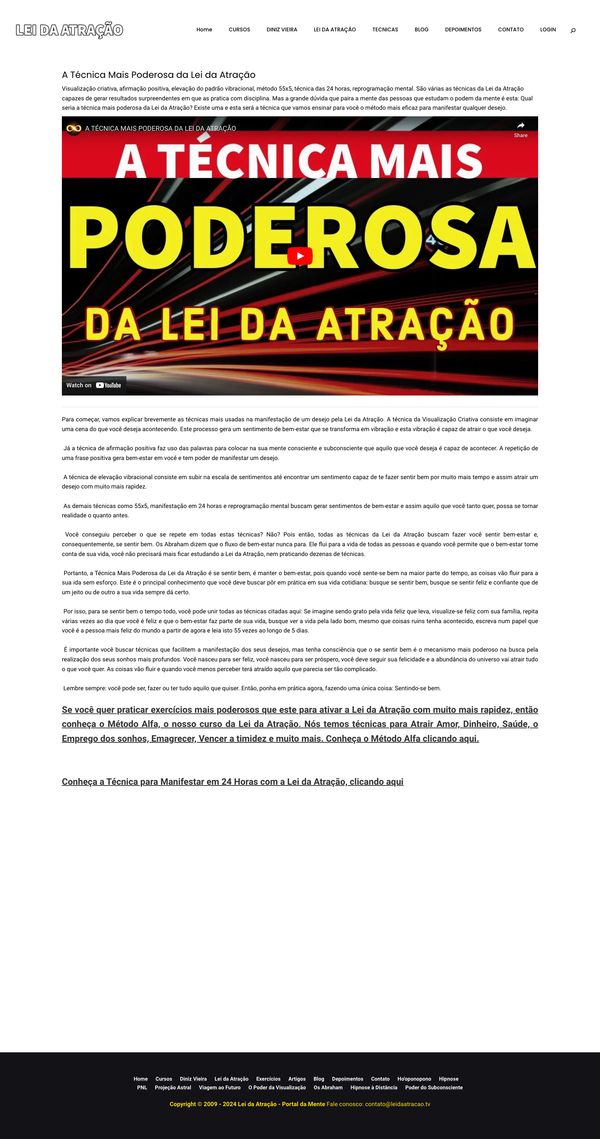 LEI DA ATRAÇÃO
Home CURSOS DINIZ VIEIRA LEI DA ATRAÇÃO TECNICAS BLOG DEPOIMENTOS CONTATO LOGIN
A Técnica Mais Poderosa da Lei da Atração
Visualização criativa, afirmação positiva, elevação do padrão vibracional, método 55x5, técnica das 24 horas, reprogramação mental. São várias as técnicas da Lei da Atração
capazes de gerar resultados surpreendentes em que as pratica com disciplina. Mas a grande dúvida que paira a mente das pessoas que estudam o podem da mente é esta: Qual
seria a técnica mais poderosa da Lei da Atração? Existe uma e esta será a técnica que vamos ensinar para você o método mais eficaz para manifestar qualquer desejo.
A TÉCNICA MAIS PODEROSA DA LEI DA ATRAÇÃO
Share
A TÉCNICA MAIS
PODEROSA
DA LEI DA ATRAÇÃO
Watch on YouTube
Para começar, vamos explicar brevemente as técnicas mais usadas na manifestação de um desejo pela Lei da Atração. A técnica da Visualização Criativa consiste em imaginar
uma cena do que você deseja acontecendo. Este processo gera um sentimento de bem-estar que se transforma em vibração e esta vibração é capaz de atrair o que você deseja.
Já a técnica de afirmação positiva faz uso das palavras para colocar na sua mente consciente e subconsciente que aquilo que você deseja é capaz de acontecer. A repetição de
uma frase positiva gera bem-estar em você e tem poder de manifestar um desejo.
A técnica de elevação vibracional consiste em subir na escala de sentimentos até encontrar um sentimento capaz de te fazer sentir bem por muito mais tempo e assim atrair um
desejo com muito mais rapidez.
As demais técnicas como 55x5, manifestação em 24 horas e reprogramação mental buscam gerar sentimentos de bem-estar e assim aquilo que você tanto quer, possa se tornar
realidade o quanto antes.
Você conseguiu perceber o que se repete em todas estas técnicas? Não? Pois então, todas as técnicas da Lei da Atração buscam fazer você sentir bem-estar e,
consequentemente, se sentir bem. Os Abraham dizem que o fluxo de bem-estar nunca para. Ele flui para a vida de todas as pessoas e quando você permite que o bem-estar tome
conta de sua vida, você não precisará mais ficar estudando a Lei da Atração, nem praticando dezenas de técnicas.
Portanto, a Técnica Mais Poderosa da Lei da Atração é se sentir bem, é manter o bem-estar, pois quando você sente-se bem na maior parte do tempo, as coisas vão fluir para a
sua ida sem esforço. Este é o principal conhecimento que você deve buscar pôr em prática em sua vida cotidiana: busque se sentir bem, busque se sentir feliz e confiante que de
um jeito ou de outro a sua vida sempre dá certo.
Por isso, para se sentir bem o tempo todo, você pode unir todas as técnicas citadas aqui: Se imagine sendo grato pela vida feliz que leva, visualize-se feliz com sua família, repita
várias vezes ao dia que você é feliz e que o bem-estar faz parte de sua vida, busque ver a vida pelo lado bom, mesmo que coisas ruins tenha acontecido, escreva num papel que
você é a pessoa mais feliz do mundo a partir de agora e leia isto 55 vezes ao longo de 5 dias.
É importante você buscar técnicas que facilitem a manifestação dos seus desejos, mas tenha consciência que o se sentir bem é o mecanismo mais poderoso na busca pela
realização dos seus sonhos mais profundos. Você nasceu para ser feliz, você nasceu para ser próspero, você deve seguir sua felicidade e a abundância do universo vai atrair tudo
o que você quer. As coisas vão fluir e quando você menos perceber terá atraído aquilo que parecia ser tão complicado.
Lembre sempre: você pode ser, fazer ou ter tudo aquilo que quiser. Então, ponha em prática agora, fazendo uma única coisa: Sentindo-se bem.
Se você quer praticar exercícios mais poderosos que este para ativar a Lei da Atração com muito mais rapidez, então
conheça o Método Alfa, o nosso curso da Lei da Atração. Nós temos técnicas para Atrair Amor, Dinheiro, Saúde, o
Emprego dos sonhos, Emagrecer, Vencer a timidez e muito mais. Conheça o Método Alfa clicando aqui.
Conheça a Técnica para Manifestar em 24 Horas com a Lei da Atração, clicando aqui
Home Cursos Diniz Vieira Lei da Atração Exercícios Artigos Blog Depoimentos Contato Ho'oponopono Hipnose
PNL Projeção Astral Viagem ao Futuro O Poder da Visualização Os Abraham Hipnose à Distância Poder do Subconsciente
Copyright © 2009 - 2024 Lei da Atração - Portal da Mente Fale conosco: contato@leidaatracao.tv